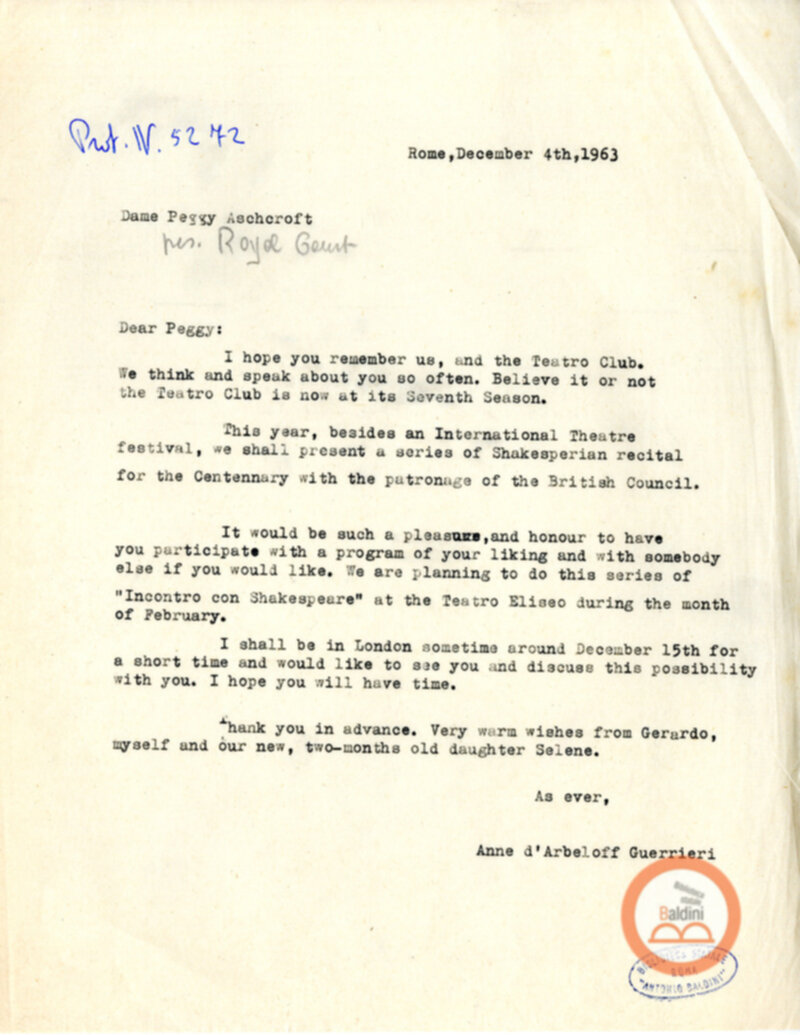 Prot. N. 5272
Rome,December 4th,1963
Dame Peggy Aschcroft
pres. Royal Court
Dear Peggy:
I hope you remember us, and the Teatro Club.
We think and speak about you so often. Believe it or not
the Teatro Club is now at its Seventh Season.
This year, besides an International Theatre
festival, we shall present a series of Shakesperian recital
for the Centennary with the patronage of the British Council.
It would be such a pleasure,and honour to have
you participate with a program of your liking and with somebody
else if you would like. We are planning to do this series of
"Incontro con Shakespeare" at the Teatro Eliseo during the month
of February.
I shall be in London sometime around December 15th for
a short time and would like to see you and discuss this possibility
with you. I hope you will have time.
Thank you in advance. Very warm wishes from Gerardo,
myself and our new, two-months old daughter Selene.
As ever,
Anne d'Arbeloff Guerrieri
Biblioteca
statale
Baldini
BIBLIOTECA STATALE
ROMA
"ANTONIO BALDINI"